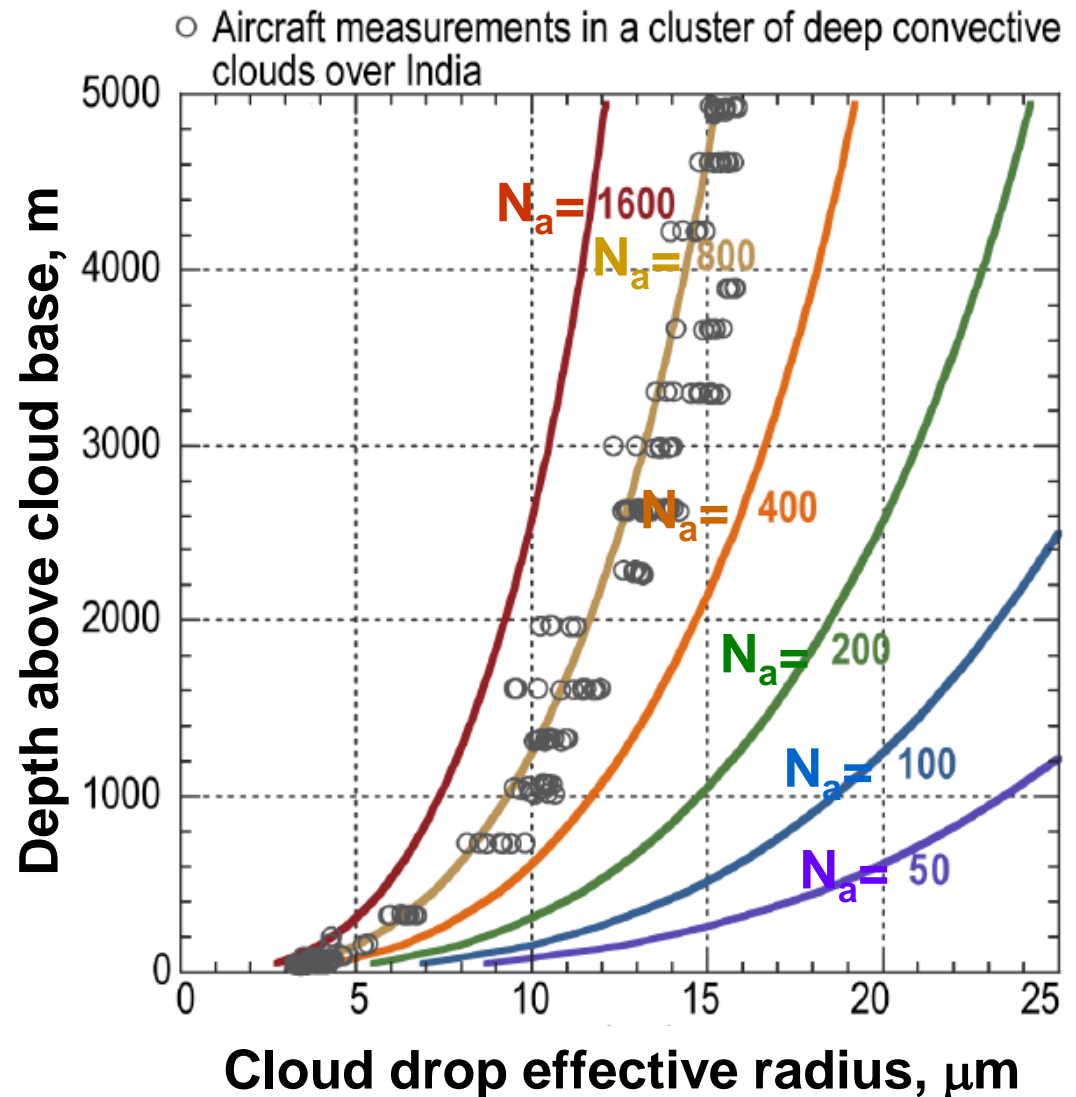 ○ Aircraft measurements in a cluster of deep convective
clouds over India
5000
4000
3000
2000
1000
0
Depth above cloud base, m
Nₐ= 1600
Nₐ= 800
Nₐ= 400
Nₐ= 200
Nₐ= 100
Nₐ= 50
0 5 10 15 20 25
Cloud drop effective radius, μm